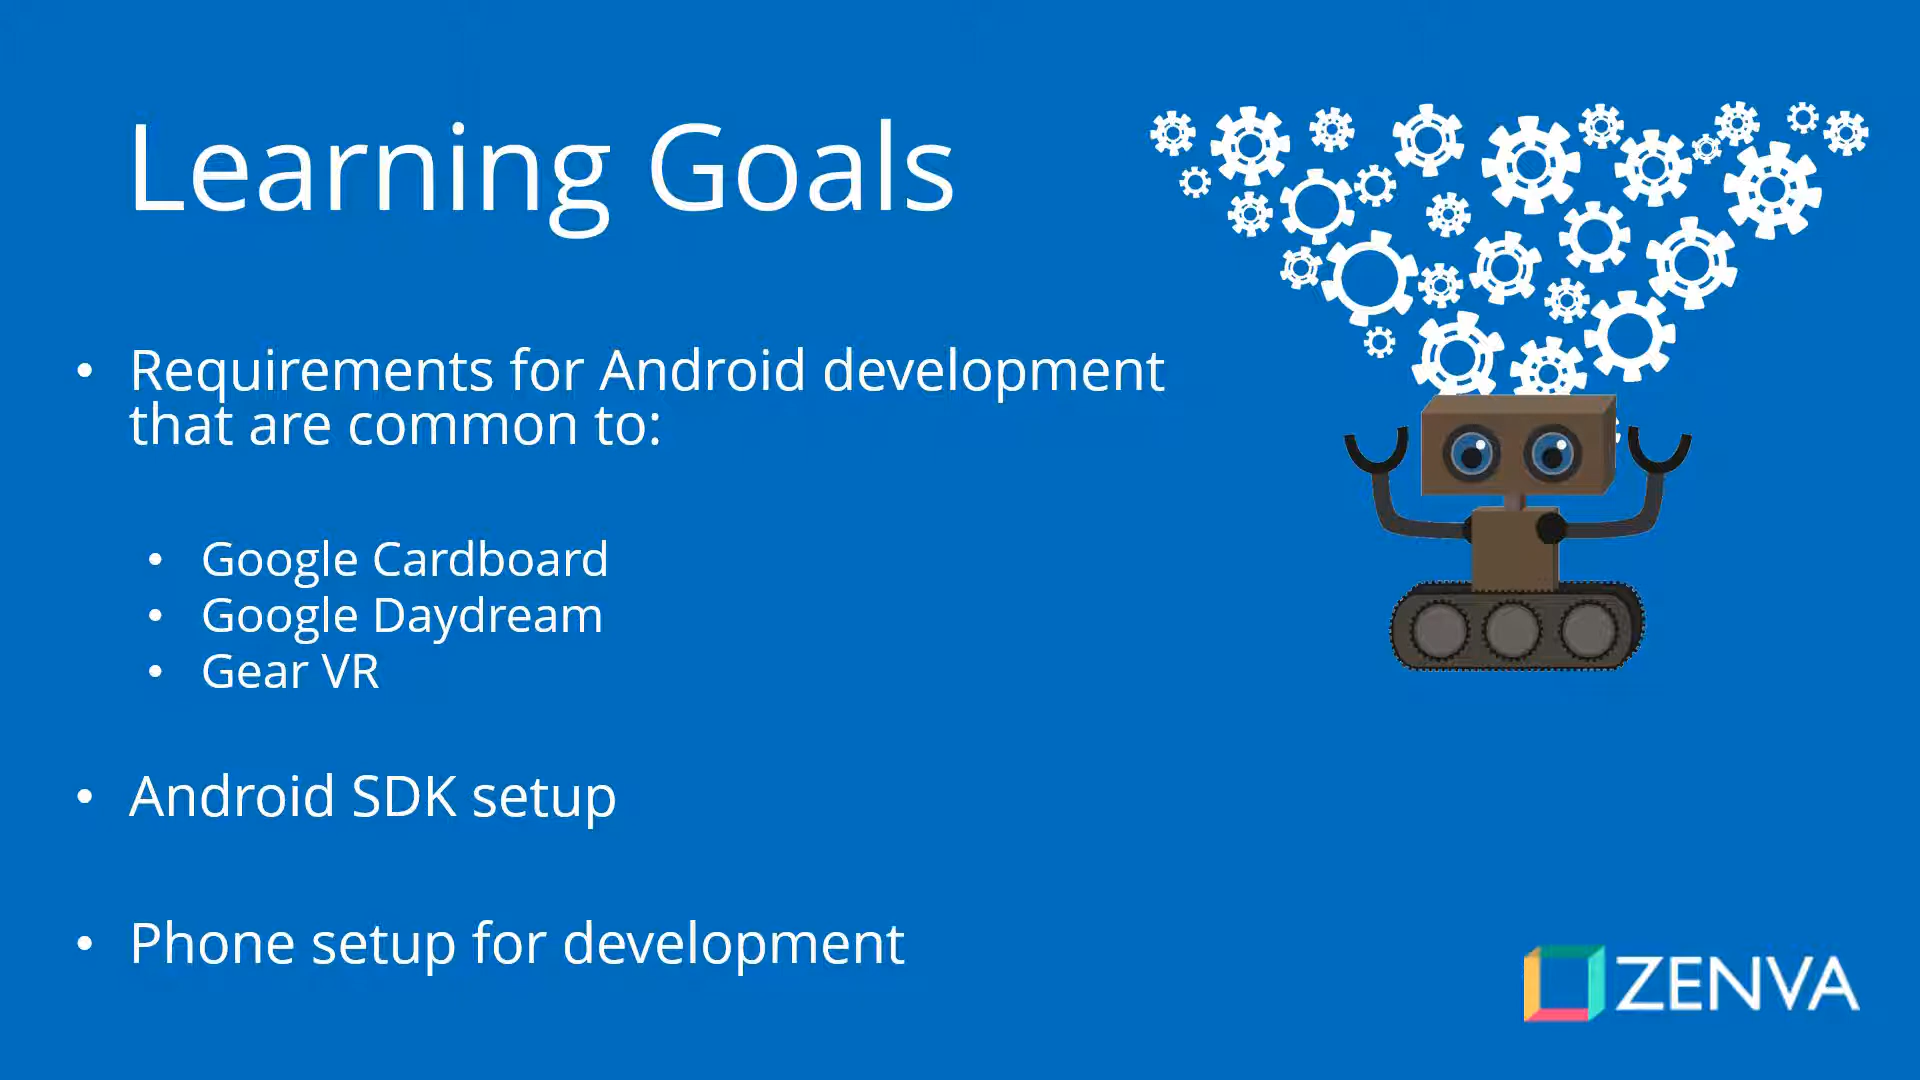 Learning Goals
• Requirements for Android development
that are common to:
• Google Cardboard
• Google Daydream
• Gear VR
• Android SDK setup
• Phone setup for development
ZENVA